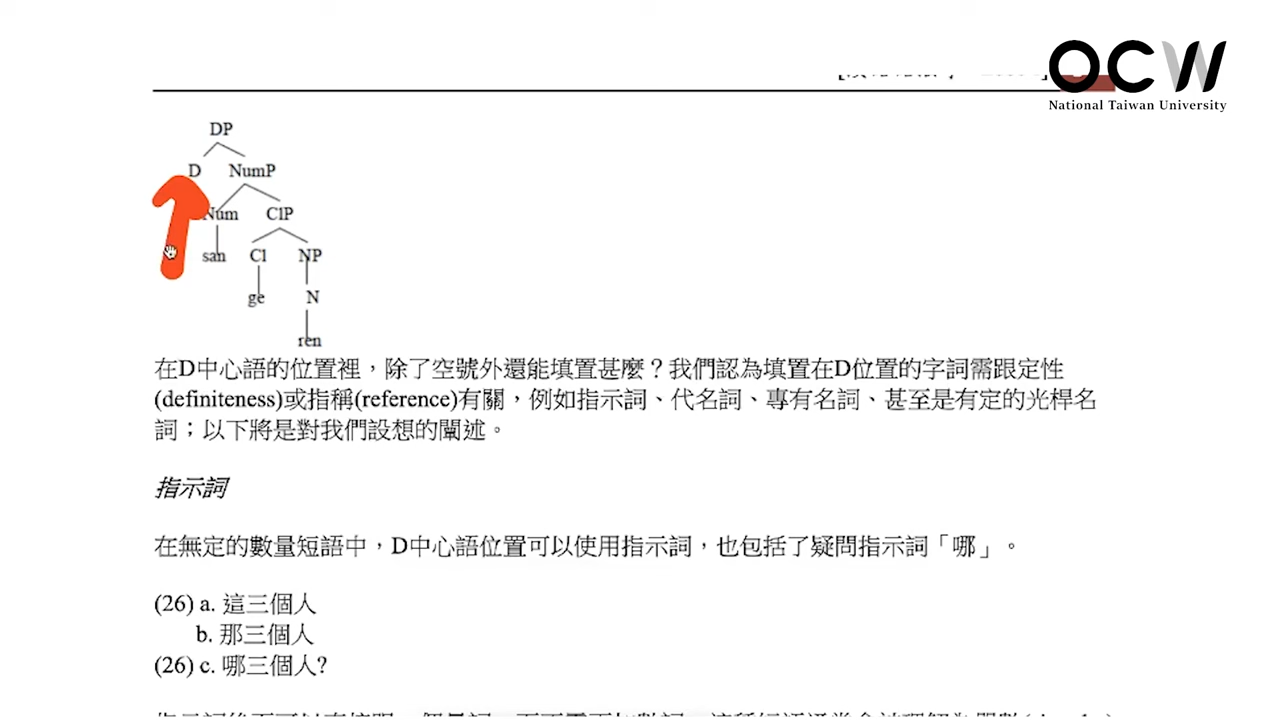 OCW
National Taiwan University
DP
D NumP
Num ClP
san Cl NP
ge N
ren
在D中心語的位置裡，除了空號外還能填置甚麼？我們認為填置在D位置的字詞需跟定性
(definiteness)或指稱(reference)有關，例如指示詞、代名詞、專有名詞、甚至是有定的光桿名
詞；以下將是對我們設想的闡述。
指示詞
在無定的數量短語中，D中心語位置可以使用指示詞，也包括了疑問指示詞「哪」。
(26) a. 這三個人
b. 那三個人
(26) c. 哪三個人?